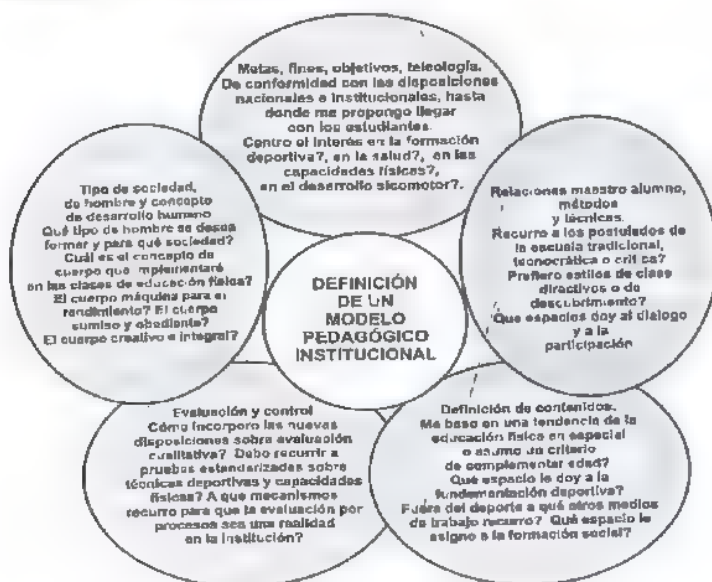 Metas, fines, objetivos, teleología.
De conformidad con las disposiciones
nacionales e institucionales, hasta
donde me propongo llegar
con los estudiantes.
Centro el interés en la formación
deportiva?, en la salud?, en las
capacidades físicas?,
en el desarrollo sicomotor?.
Tipo de sociedad,
de hombre y concepto
de desarrollo humano
Qué tipo de hombre se desea
formar y para qué sociedad?
Cuál es el concepto de
cuerpo que implementaré
en las clases de educación física?
El cuerpo máquina para el
rendimiento? El cuerpo
sumiso y obediente?
El cuerpo creativo e integral?
DEFINICIÓN
DE UN
MODELO
PEDAGÓGICO
INSTITUCIONAL
Relaciones maestro alumno,
métodos
y técnicas.
Recurro a los postulados de
la escuela tradicional,
tecnocrática o crítica?
Prefiero estilos de clase
directivos o de
descubrimiento?
Que espacios doy al dialogo
y a la
participación
Evaluación y control
Cómo incorporo las nuevas
disposiciones sobre evaluación
cualitativa? Debo recurrir a
pruebas estandarizadas sobre
técnicas deportivas y capacidades
físicas? A que mecanismos
recurro para que la evaluación por
procesos sea una realidad
en la institución?
Definición de contenidos.
Me baso en una tendencia de la
educación física en especial
o asumo un criterio
de complementar edad?
Qué espacio le doy a la
fundamentación deportiva?
Fuera del deporte a qué otros medios
de trabajo recurro? Qué espacio le
asigno a la formación social?